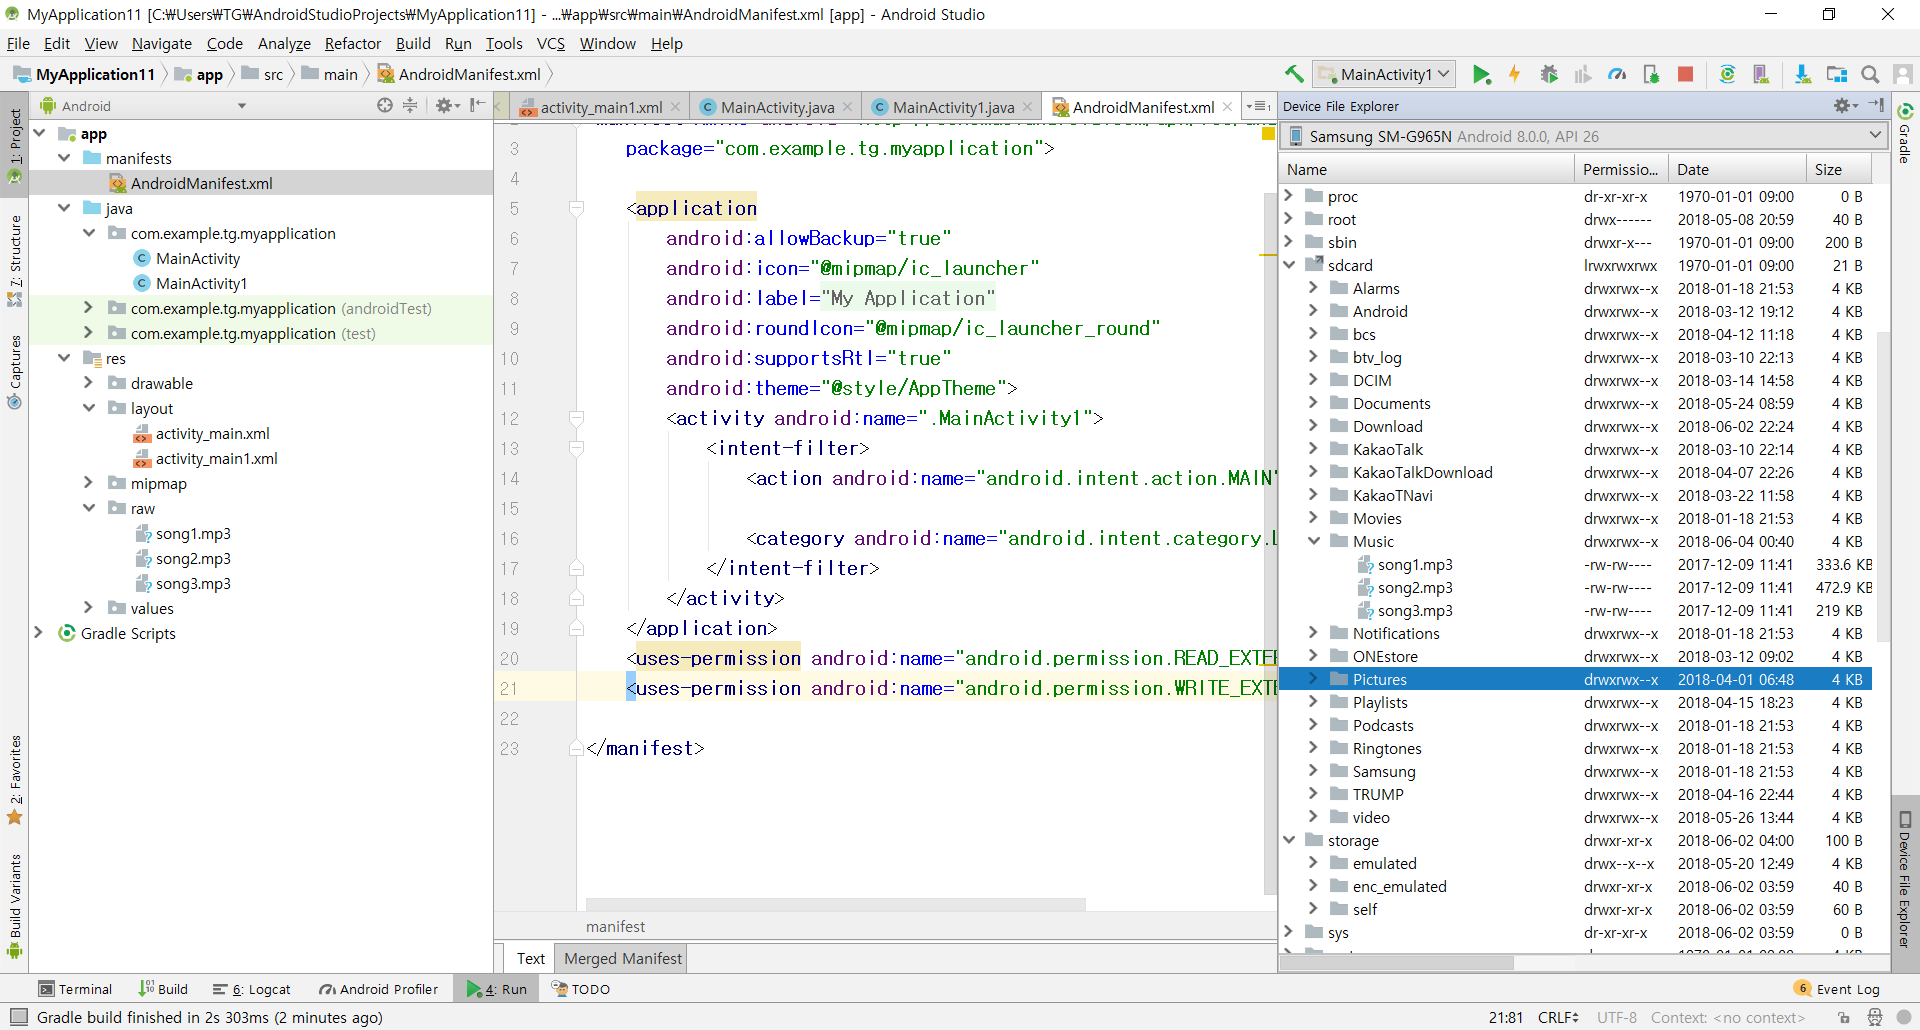 MyApplication11 [C:₩Users₩TG₩AndroidStudioProjects₩MyApplication11] - ...₩app₩src₩main₩AndroidManifest.xml [app] - Android Studio
File Edit View Navigate Code Analyze Refactor Build Run Tools VCS Window Help
MyApplication11 app src main AndroidManifest.xml MainActivity1
1: Project
7: Structure
Captures
2: Favorites
Build Variants
Android
app
manifests
AndroidManifest.xml
java
com.example.tg.myapplication
MainActivity
MainActivity1
com.example.tg.myapplication (androidTest)
com.example.tg.myapplication (test)
res
drawable
layout
activity_main.xml
activity_main1.xml
mipmap
raw
song1.mp3
song2.mp3
song3.mp3
values
Gradle Scripts
activity_main1.xml MainActivity.java MainActivity1.java AndroidManifest.xml
3 package="com.example.tg.myapplication">
4
5 <application
6 android:allowBackup="true"
7 android:icon="@mipmap/ic_launcher"
8 android:label="My Application"
9 android:roundIcon="@mipmap/ic_launcher_round"
10 android:supportsRtl="true"
11 android:theme="@style/AppTheme">
12 <activity android:name=".MainActivity1">
13 <intent-filter>
14 <action android:name="android.intent.action.MAIN"
15
16 <category android:name="android.intent.category.L
17 </intent-filter>
18 </activity>
19 </application>
20 <uses-permission android:name="android.permission.READ_EXTE
21 <uses-permission android:name="android.permission.WRITE_EXTE
22
23 </manifest>
manifest
Text Merged Manifest
Device File Explorer
Samsung SM-G965N Android 8.0.0, API 26
Name Permissio... Date Size
proc dr-xr-xr-x 1970-01-01 09:00 0 B
root drwx------ 2018-05-08 20:59 40 B
sbin drwxr-x--- 1970-01-01 09:00 200 B
sdcard lrwxrwxrwx 1970-01-01 09:00 21 B
Alarms drwxrwx--x 2018-01-18 21:53 4 KB
Android drwxrwx--x 2018-03-12 19:12 4 KB
bcs drwxrwx--x 2018-04-12 11:18 4 KB
btv_log drwxrwx--x 2018-03-10 22:13 4 KB
DCIM drwxrwx--x 2018-03-14 14:58 4 KB
Documents drwxrwx--x 2018-05-24 08:59 4 KB
Download drwxrwx--x 2018-06-02 22:24 4 KB
KakaoTalk drwxrwx--x 2018-03-10 22:14 4 KB
KakaoTalkDownload drwxrwx--x 2018-04-07 22:26 4 KB
KakaoTNavi drwxrwx--x 2018-03-22 11:58 4 KB
Movies drwxrwx--x 2018-01-18 21:53 4 KB
Music drwxrwx--x 2018-06-04 00:40 4 KB
song1.mp3 -rw-rw---- 2017-12-09 11:41 333.6 KB
song2.mp3 -rw-rw---- 2017-12-09 11:41 472.9 KB
song3.mp3 -rw-rw---- 2017-12-09 11:41 219 KB
Notifications drwxrwx--x 2018-01-18 21:53 4 KB
ONEstore drwxrwx--x 2018-03-12 09:02 4 KB
Pictures drwxrwx--x 2018-04-01 06:48 4 KB
Playlists drwxrwx--x 2018-04-15 18:23 4 KB
Podcasts drwxrwx--x 2018-01-18 21:53 4 KB
Ringtones drwxrwx--x 2018-01-18 21:53 4 KB
Samsung drwxrwx--x 2018-01-18 21:53 4 KB
TRUMP drwxrwx--x 2018-04-16 22:44 4 KB
video drwxrwx--x 2018-05-26 13:44 4 KB
storage drwxr-xr-x 2018-06-02 04:00 100 B
emulated drwx--x--x 2018-05-20 12:49 4 KB
enc_emulated drwxr-xr-x 2018-06-02 03:59 40 B
self drwxr-xr-x 2018-06-02 03:59 60 B
sys dr-xr-xr-x 2018-06-02 03:59 0 B
Gradle
Device File Explorer
Terminal Build 6: Logcat Android Profiler 4: Run TODO 6 Event Log
Gradle build finished in 2s 303ms (2 minutes ago) 21:81 CRLF UTF-8 Context: <no context>